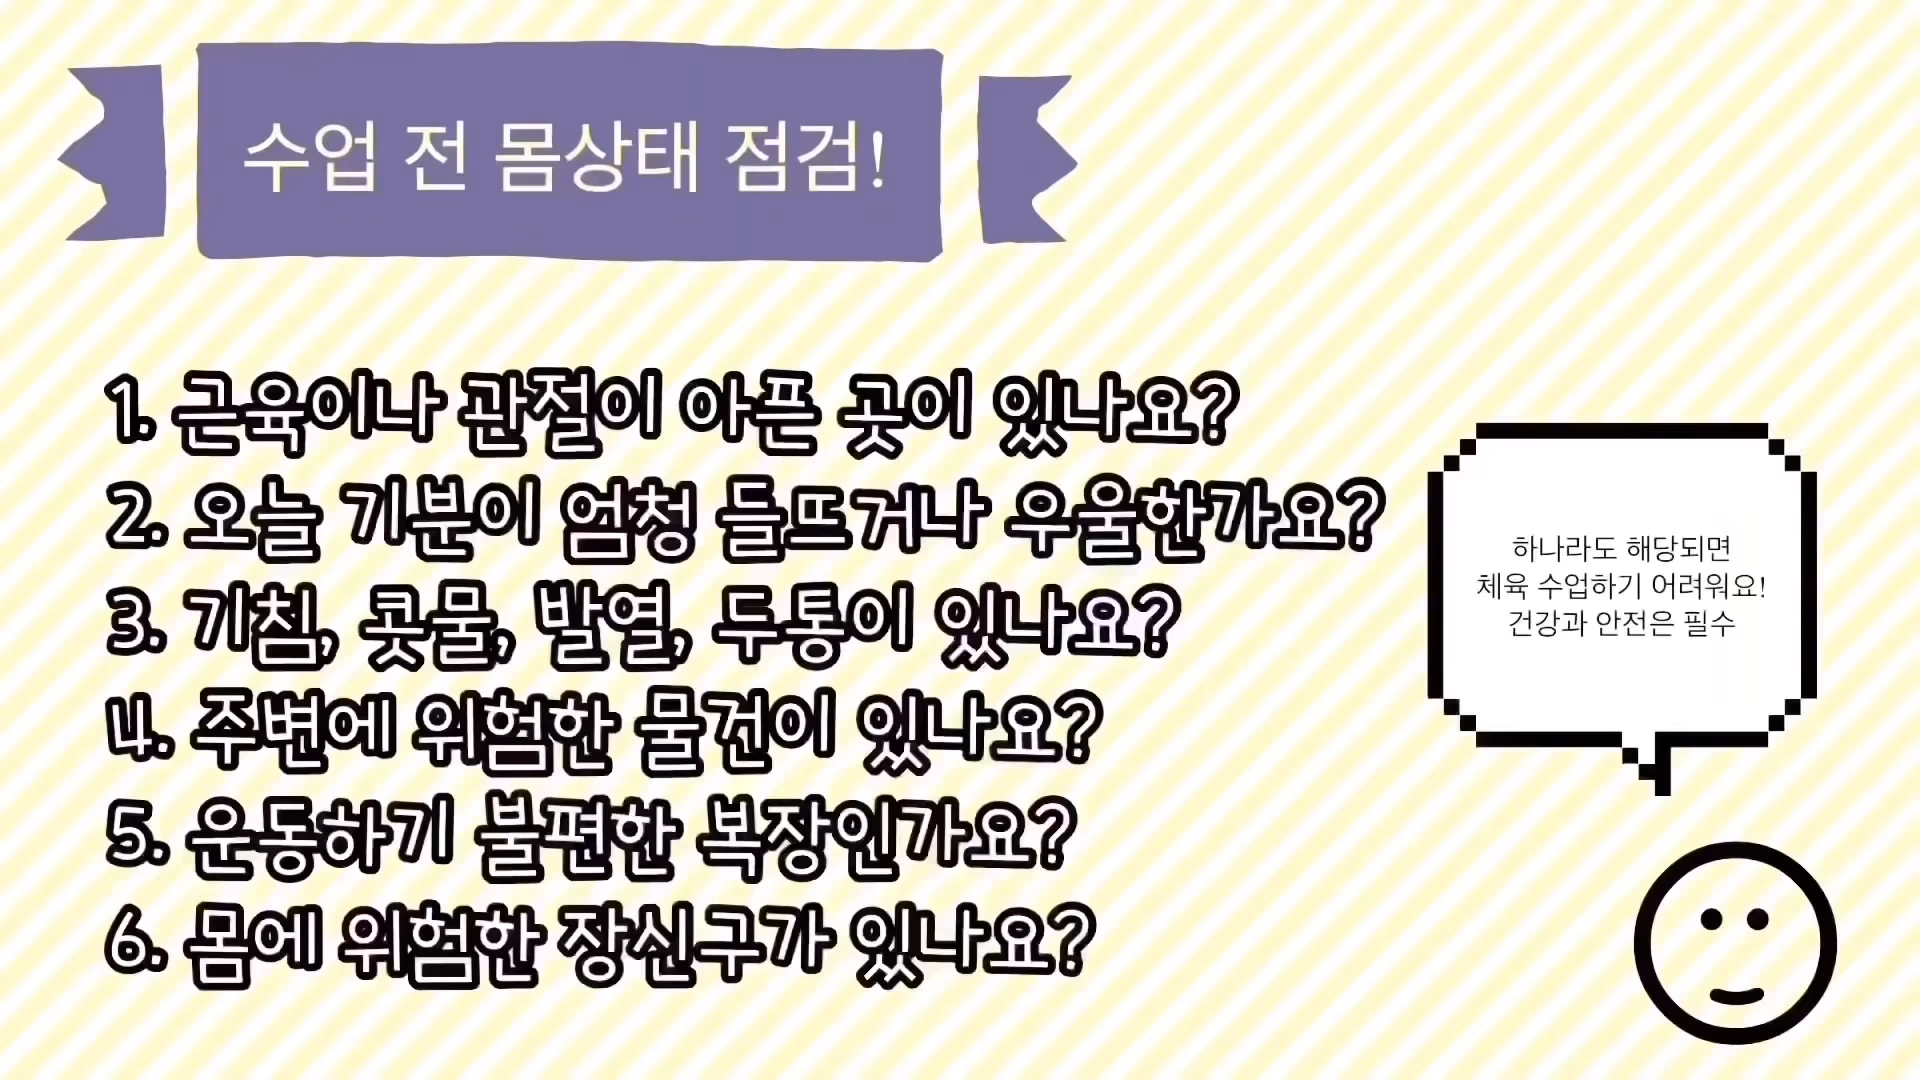 수업 전 몸상태 점검!
1. 근육이나 관절이 아픈 곳이 있나요?
2. 오늘 기분이 엄청 들뜨거나 우울한가요?
3. 기침, 콧물, 발열, 두통이 있나요?
4. 주변에 위험한 물건이 있나요?
5. 운동하기 불편한 복장인가요?
6. 몸에 위험한 장신구가 있나요?
하나라도 해당되면
체육 수업하기 어려워요!
건강과 안전은 필수